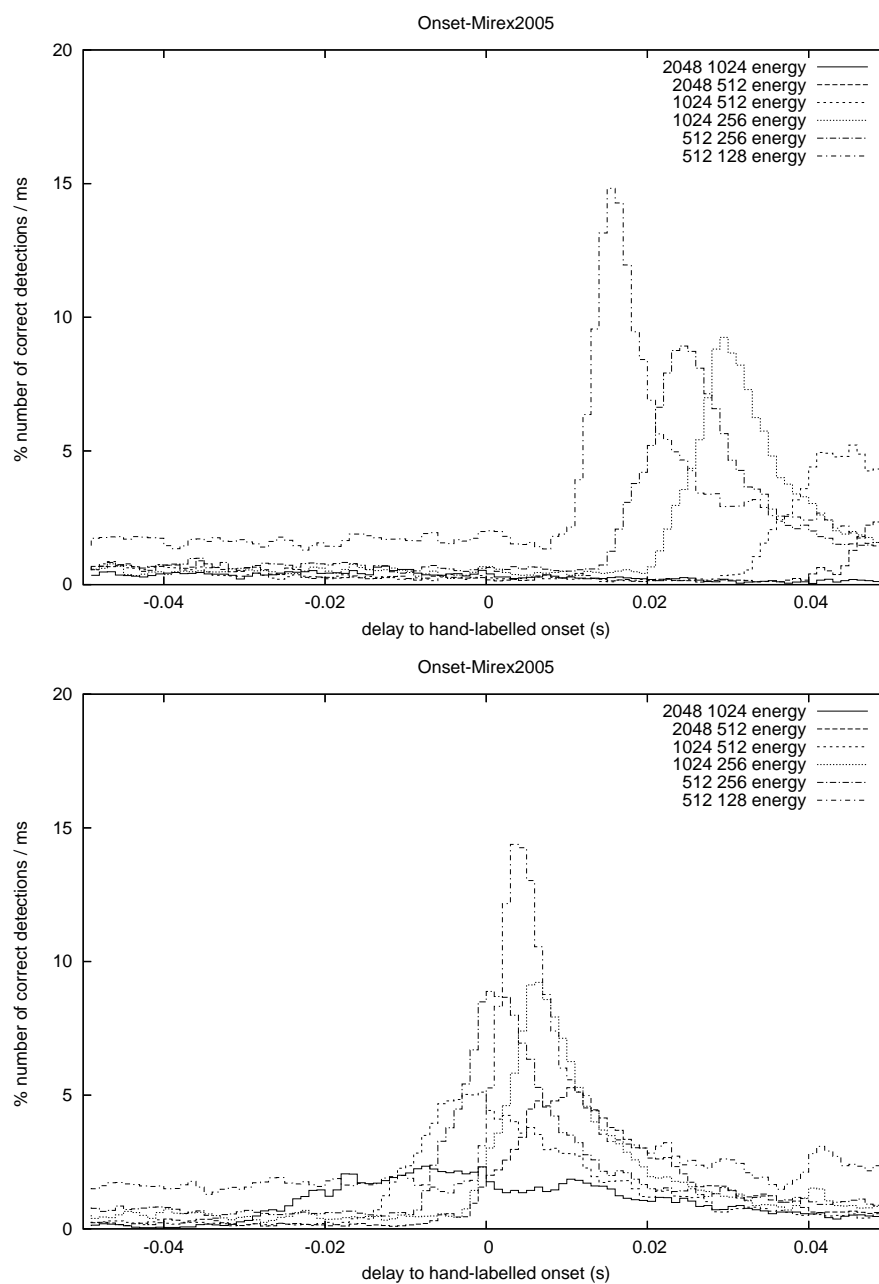 Onset-Mirex2005
20
15
10
5
0
% number of correct detections / ms
2048 1024 energy
2048 512 energy
1024 512 energy
1024 256 energy
512 256 energy
512 128 energy
-0.04
-0.02
0
0.02
0.04
delay to hand-labelled onset (s)
Onset-Mirex2005
20
15
10
5
0
% number of correct detections / ms
2048 1024 energy
2048 512 energy
1024 512 energy
1024 256 energy
512 256 energy
512 128 energy
-0.04
-0.02
0
0.02
0.04
delay to hand-labelled onset (s)